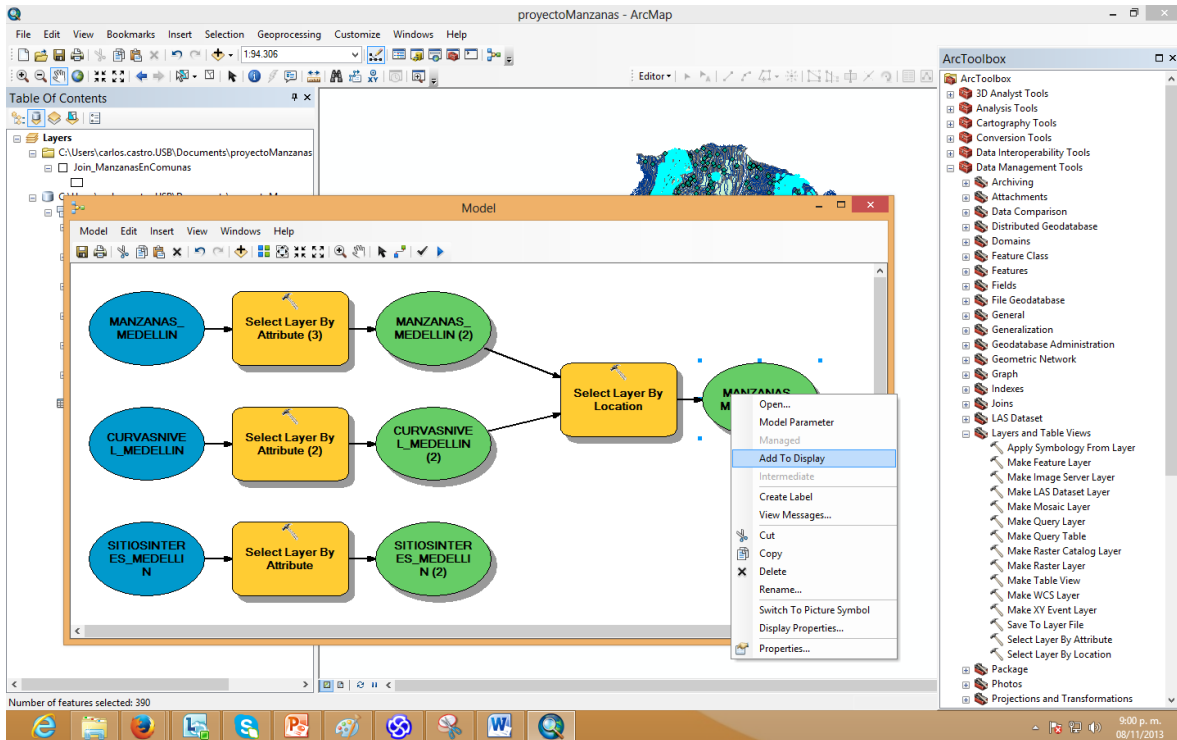 proyectoManzanas - ArcMap
File Edit View Bookmarks Insert Selection Geoprocessing Customize Windows Help
1:94.306
Editor
Table Of Contents
Layers
C:\Users\carlos.castro.USB\Documents\proyectoManzanas
Join_ManzanasEnComunas
Model
Model Edit Insert View Windows Help
MANZANAS_
MEDELLIN
Select Layer By
Attribute (3)
MANZANAS_
MEDELLIN (2)
Select Layer By
Location
CURVASNIVE
L_MEDELLIN
Select Layer By
Attribute (2)
CURVASNIVE
L_MEDELLIN
(2)
SITIOSINTER
ES_MEDELLI
N
Select Layer By
Attribute
SITIOSINTER
ES_MEDELLI
N (2)
Open...
Model Parameter
Managed
Add To Display
Intermediate
Create Label
View Messages...
Cut
Copy
Delete
Rename...
Switch To Picture Symbol
Display Properties...
Properties...
ArcToolbox
ArcToolbox
3D Analyst Tools
Analysis Tools
Cartography Tools
Conversion Tools
Data Interoperability Tools
Data Management Tools
Archiving
Attachments
Data Comparison
Distributed Geodatabase
Domains
Feature Class
Features
Fields
File Geodatabase
General
Generalization
Geodatabase Administration
Geometric Network
Graph
Indexes
Joins
LAS Dataset
Layers and Table Views
Apply Symbology From Layer
Make Feature Layer
Make Image Server Layer
Make LAS Dataset Layer
Make Mosaic Layer
Make Query Layer
Make Query Table
Make Raster Catalog Layer
Make Raster Layer
Make Table View
Make WCS Layer
Make XY Event Layer
Save To Layer File
Select Layer By Attribute
Select Layer By Location
Package
Photos
Projections and Transformations
Number of features selected: 390
9:00 p. m.
08/11/2013